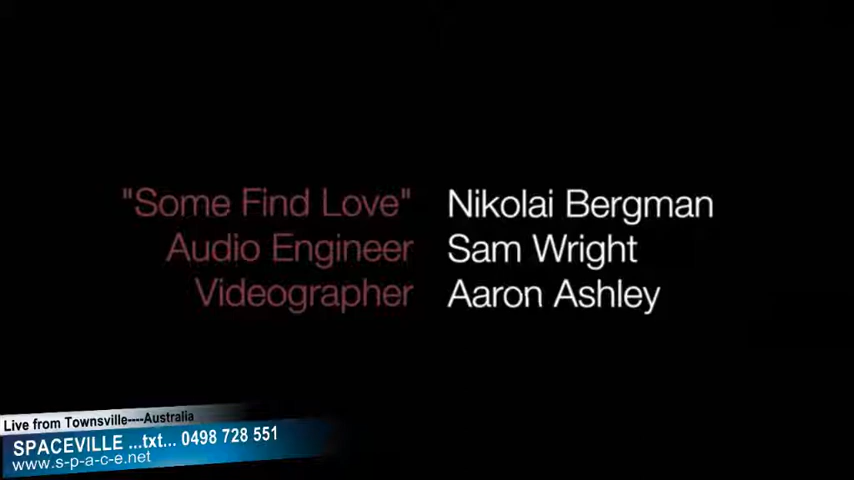 "Some Find Love" Nikolai Bergman
Audio Engineer Sam Wright
Videographer Aaron Ashley
Live from Townsville----Australia
SPACEVILLE ...txt... 0498 728 551
www.s-p-a-c-e.net